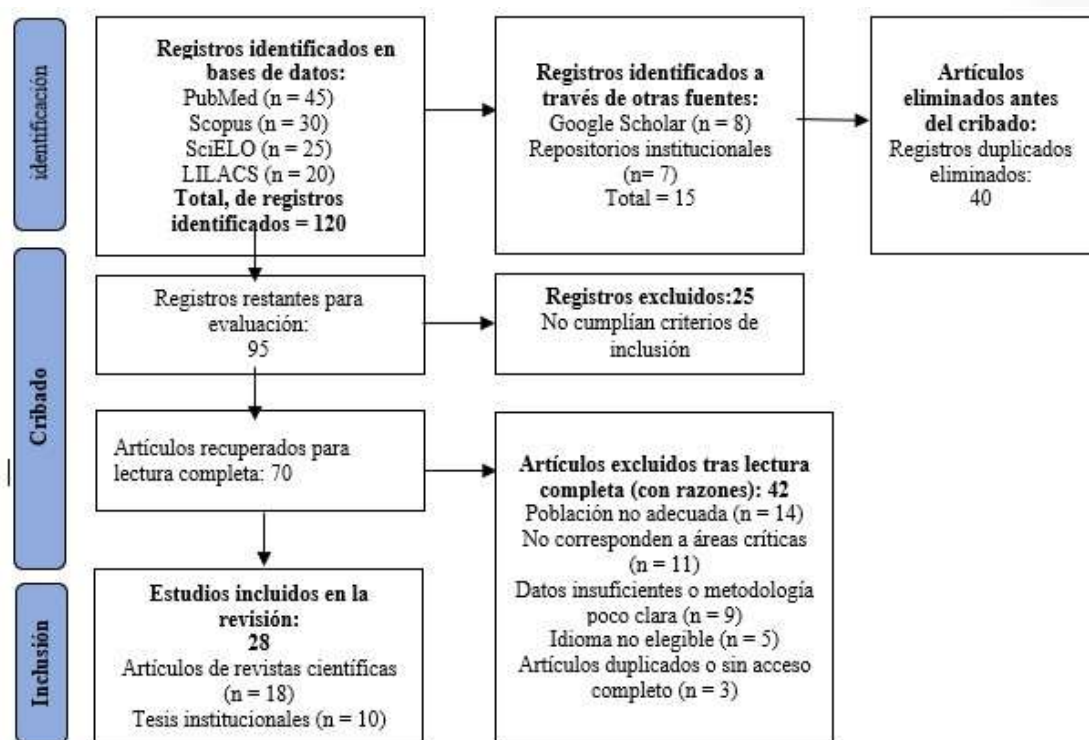 identificación
Registros identificados en
bases de datos:
PubMed (n = 45)
Scopus (n = 30)
SciELO (n = 25)
LILACS (n = 20)
Total, de registros
identificados = 120
Registros identificados a
través de otras fuentes:
Google Scholar (n = 8)
Repositorios institucionales
(n= 7)
Total = 15
Artículos
eliminados antes
del cribado:
Registros duplicados
eliminados:
40
Cribado
Registros restantes para
evaluación:
95
Registros excluidos:25
No cumplían criterios de
inclusión
Artículos recuperados para
lectura completa: 70
Artículos excluidos tras lectura
completa (con razones): 42
Población no adecuada (n = 14)
No corresponden a áreas críticas
(n = 11)
Datos insuficientes o metodología
poco clara (n = 9)
Idioma no elegible (n = 5)
Artículos duplicados o sin acceso
completo (n = 3)
Inclusión
Estudios incluidos en la
revisión:
28
Artículos de revistas científicas
(n = 18)
Tesis institucionales (n = 10)